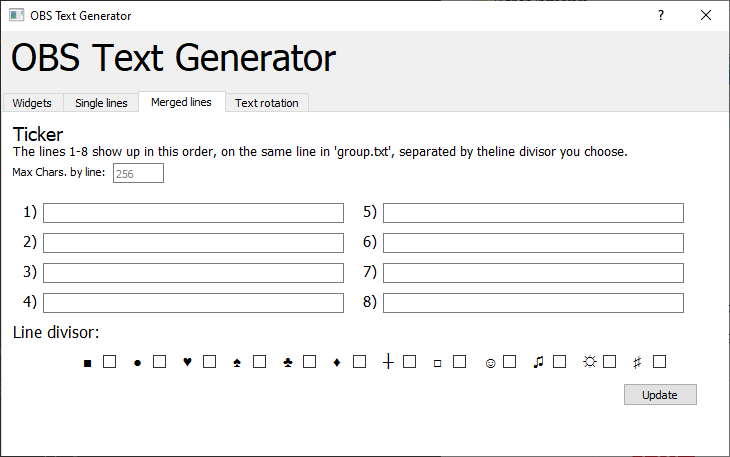 OBS Text Generator
OBS Text Generator
Widgets Single lines Merged lines Text rotation
Ticker
The lines 1-8 show up in this order, on the same line in 'group.txt', separated by theline divisor you choose.
Max Chars. by line: 256
1) 5)
2) 6)
3) 7)
4) 8)
Line divisor:
■ ● ♥ ♠ ♣ ♦ ┼ □ ☺ ♫ ☼ ♯
Update